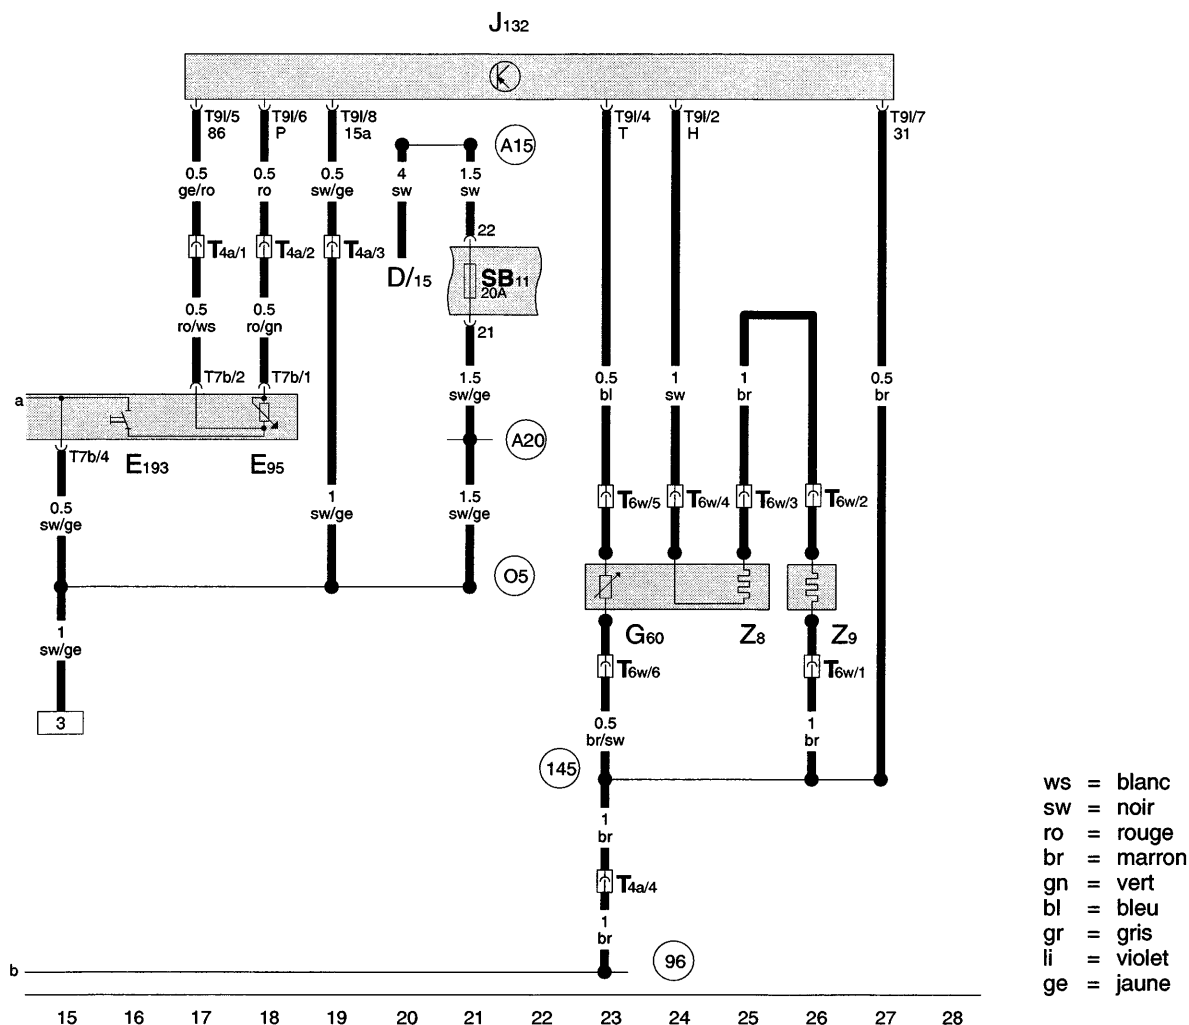 J132
T9l/5 T9l/6 T9l/8 T9l/4 T9l/2 T9l/7
86 P 15a T H 31
A15
0.5 0.5 0.5 4 1.5
ge/ro ro sw/ge sw sw
22
T4a/1 T4a/2 T4a/3
D/15 SB11
20A
0.5 0.5
ro/ws ro/gn
21
T7b/2 T7b/1
1.5 0.5 1 1 0.5
sw/ge bl sw br br
a
A20
T7b/4 E193 E95
0.5 1 1.5
sw/ge sw/ge sw/ge
T6w/5 T6w/4 T6w/3 T6w/2
O5
1
sw/ge
G60 Z8 Z9
T6w/6 T6w/1
3
0.5 1
br/sw br
145
1
br
T4a/4
1
br
96
b
15 16 17 18 19 20 21 22 23 24 25 26 27 28
ws = blanc
sw = noir
ro = rouge
br = marron
gn = vert
bl = bleu
gr = gris
li = violet
ge = jaune